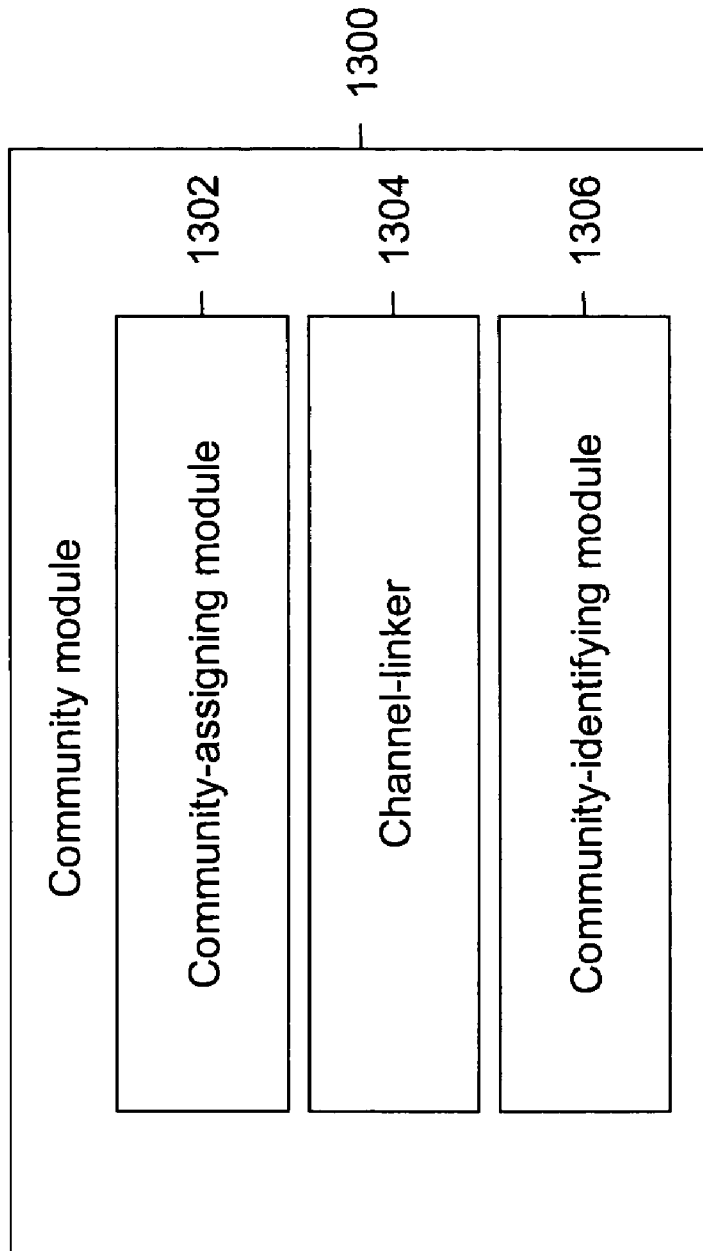 Community module
1300
Community-assigning module
1302
Channel-linker
1304
Community-identifying module
1306